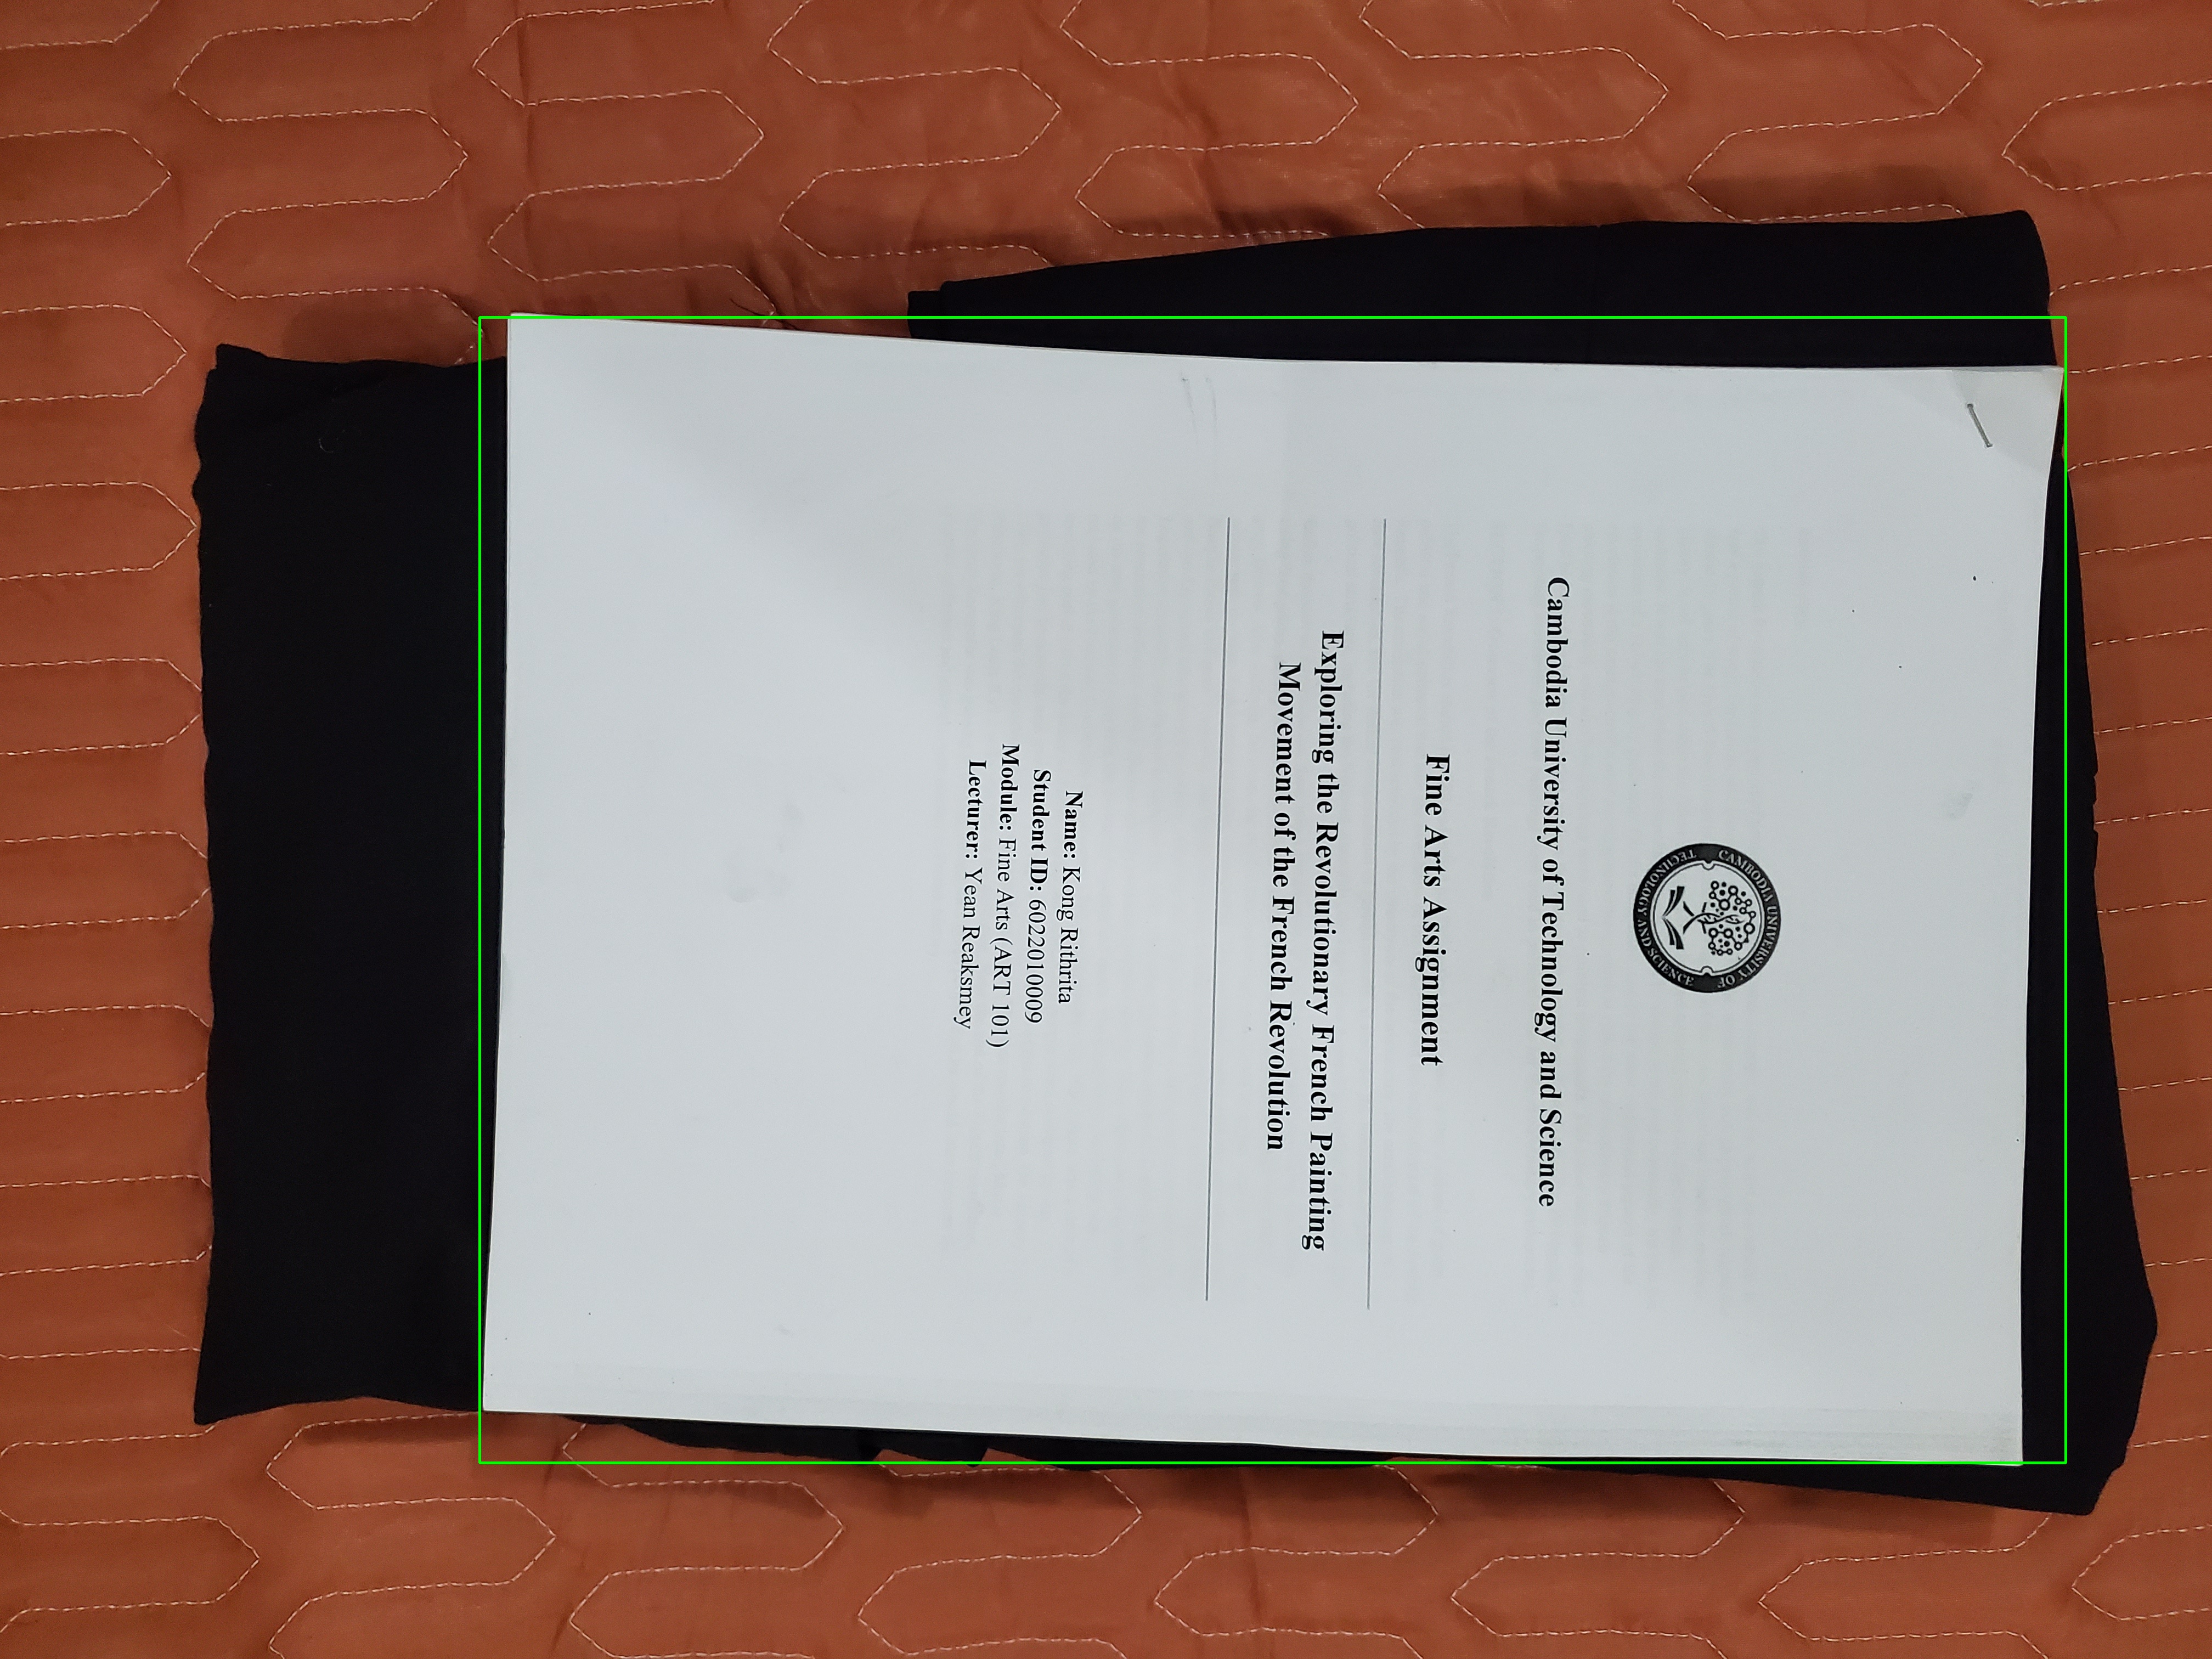 CAMBODIA UNIVERSITY OF
TECHNOLOGY AND SCIENCE
Cambodia University of Technology and Science
Fine Arts Assignment
Exploring the Revolutionary French Painting
Movement of the French Revolution
Name: Kong Rithrita
Student ID: 6022010009
Module: Fine Arts (ART 101)
Lecturer: Yean Reaksmey